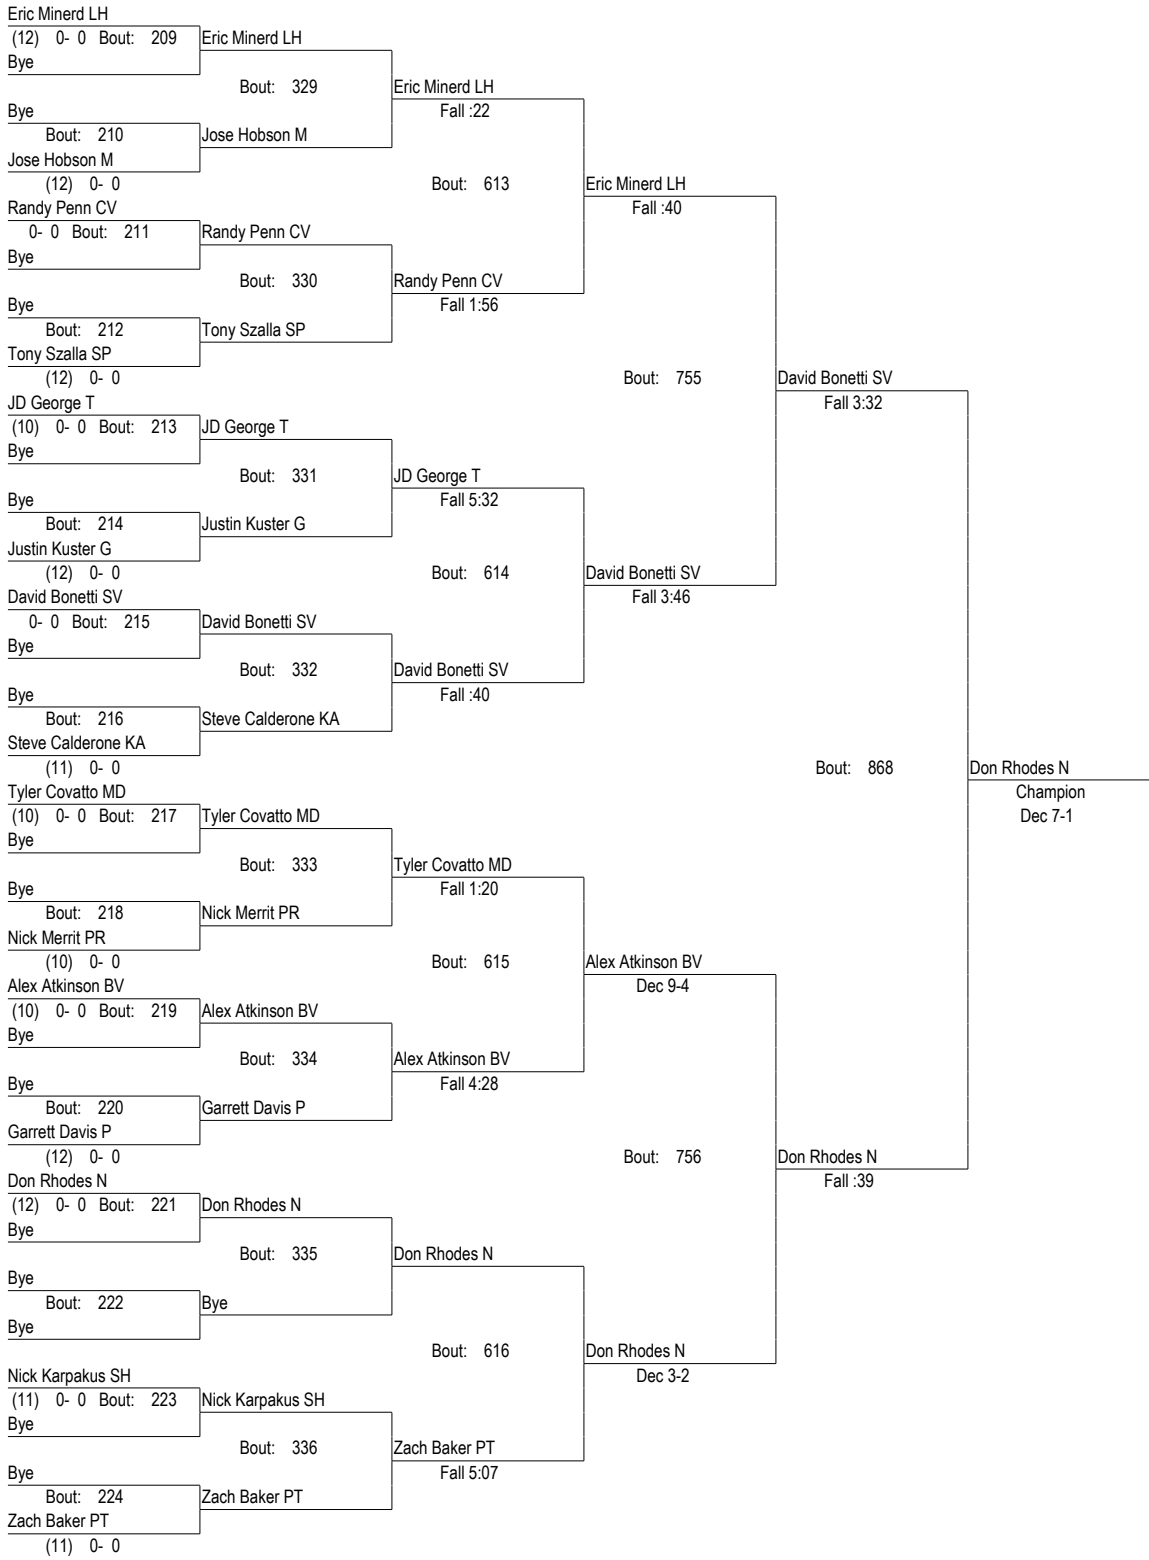 Eric Minerd LH
(12) 0- 0 Bout: 209 Eric Minerd LH
Bye
Bout: 329 Eric Minerd LH
Bye Fall :22
Bout: 210 Jose Hobson M
Jose Hobson M
(12) 0- 0 Bout: 613 Eric Minerd LH
Randy Penn CV Fall :40
0- 0 Bout: 211 Randy Penn CV
Bye
Bout: 330 Randy Penn CV
Bye Fall 1:56
Bout: 212 Tony Szalla SP
Tony Szalla SP
(12) 0- 0 Bout: 755 David Bonetti SV
JD George T Fall 3:32
(10) 0- 0 Bout: 213 JD George T
Bye
Bout: 331 JD George T
Bye Fall 5:32
Bout: 214 Justin Kuster G
Justin Kuster G
(12) 0- 0 Bout: 614 David Bonetti SV
David Bonetti SV Fall 3:46
0- 0 Bout: 215 David Bonetti SV
Bye
Bout: 332 David Bonetti SV
Bye Fall :40
Bout: 216 Steve Calderone KA
Steve Calderone KA
(11) 0- 0 Bout: 868 Don Rhodes N
Tyler Covatto MD Champion
(10) 0- 0 Bout: 217 Tyler Covatto MD Dec 7-1
Bye
Bout: 333 Tyler Covatto MD
Bye Fall 1:20
Bout: 218 Nick Merrit PR
Nick Merrit PR
(10) 0- 0 Bout: 615 Alex Atkinson BV
Alex Atkinson BV Dec 9-4
(10) 0- 0 Bout: 219 Alex Atkinson BV
Bye
Bout: 334 Alex Atkinson BV
Bye Fall 4:28
Bout: 220 Garrett Davis P
Garrett Davis P
(12) 0- 0 Bout: 756 Don Rhodes N
Don Rhodes N Fall :39
(12) 0- 0 Bout: 221 Don Rhodes N
Bye
Bout: 335 Don Rhodes N
Bye
Bout: 222 Bye
Bye
Bout: 616 Don Rhodes N
Nick Karpakus SH Dec 3-2
(11) 0- 0 Bout: 223 Nick Karpakus SH
Bye
Bout: 336 Zach Baker PT
Bye Fall 5:07
Bout: 224 Zach Baker PT
Zach Baker PT
(11) 0- 0